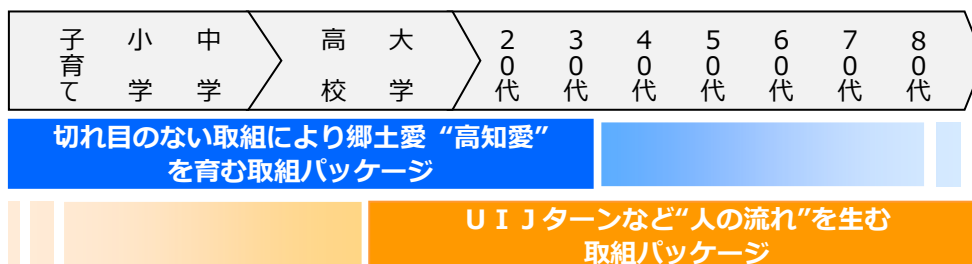 子育て
小学
中学
高校
大学
20代
30代
40代
50代
60代
70代
80代
切れ目のない取組により郷土愛 “高知愛”
を育む取組パッケージ
ＵＩＪターンなど“人の流れ”を生む
取組パッケージ